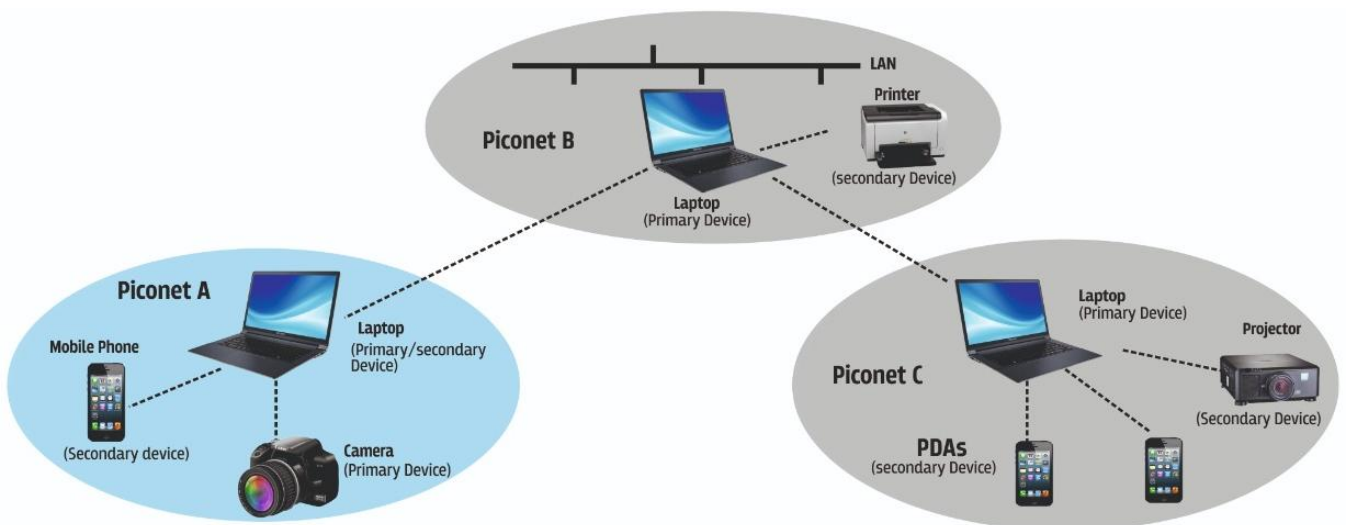 LAN
Printer
Piconet B
(secondary Device)
Laptop
(Primary Device)
Piconet A
Laptop
(Primary/secondary
Device)
Mobile Phone
(Secondary device)
Camera
(Primary Device)
Laptop
(Primary Device)
Projector
Piconet C
(Secondary Device)
PDAs
(secondary Device)